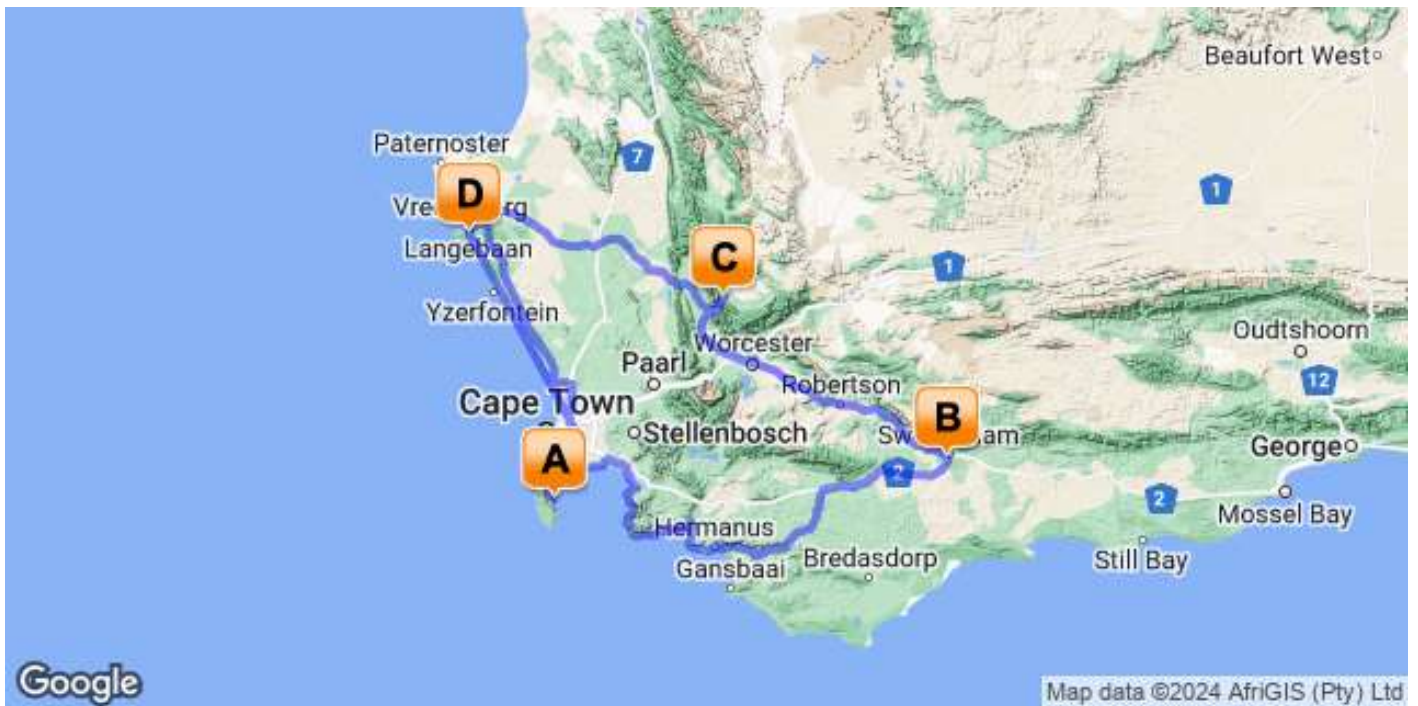 Beaufort West
Paternoster
7
D
1
Vre
rg
C
Langebaan
1
Yzerfontein
Oudtshoorn
Worcester
Paarl
12
Robertson
Cape Town
B
Sw
am
Stellenbosch
George
A
2
2
Mossel Bay
Hermanus
Bredasdorp
Still Bay
Gansbaai
Google
Map data ©2024 AfriGIS (Pty) Ltd